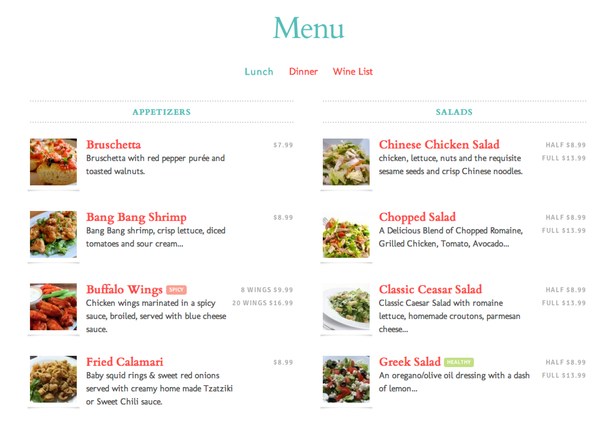 Menu
Lunch Dinner Wine List
APPETIZERS
Bruschetta $7.99
Bruschetta with red pepper purée and
toasted walnuts.
Bang Bang Shrimp $8.99
Bang Bang shrimp, crisp lettuce, diced
tomatoes and sour cream...
Buffalo Wings SPICY 8 WINGS $9.99
Chicken wings marinated in a spicy 20 WINGS $16.99
sauce, broiled, served with blue cheese
sauce.
Fried Calamari $8.99
Baby squid rings & sweet red onions
served with creamy home made Tzatziki
or Sweet Chili sauce.
SALADS
Chinese Chicken Salad HALF $8.99
chicken, lettuce, nuts and the requisite FULL $13.99
sesame seeds and crisp Chinese noodles.
Chopped Salad HALF $8.99
A Delicious Blend of Chopped Romaine, FULL $13.99
Grilled Chicken, Tomato, Avocado...
Classic Ceasar Salad HALF $8.99
Classic Caesar Salad with romaine FULL $13.99
lettuce, homemade croutons, parmesan
cheese...
Greek Salad HEALTHY HALF $8.99
An oregano/olive oil dressing with a dash FULL $13.99
of lemon...